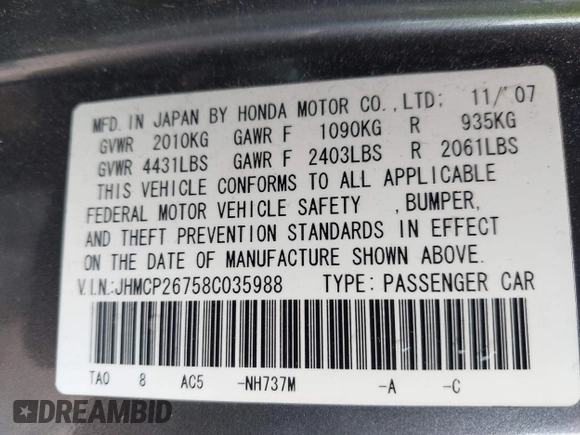 MFD. IN JAPAN BY HONDA MOTOR CO., LTD: 11/ 07
GVWR 2010KG GAWR F 1090KG R 935KG
GVWR 4431LBS GAWR F 2403LBS R 2061LBS
THIS VEHICLE CONFORMS TO ALL APPLICABLE
FEDERAL MOTOR VEHICLE SAFETY , BUMPER,
AND THEFT PREVENTION STANDARDS IN EFFECT
ON THE DATE OF MANUFACTURE SHOWN ABOVE.
V.I.N:JHMCP26758C035988 TYPE: PASSENGER CAR
TA0 8 AC5 -NH737M -A -C
DREAMBID